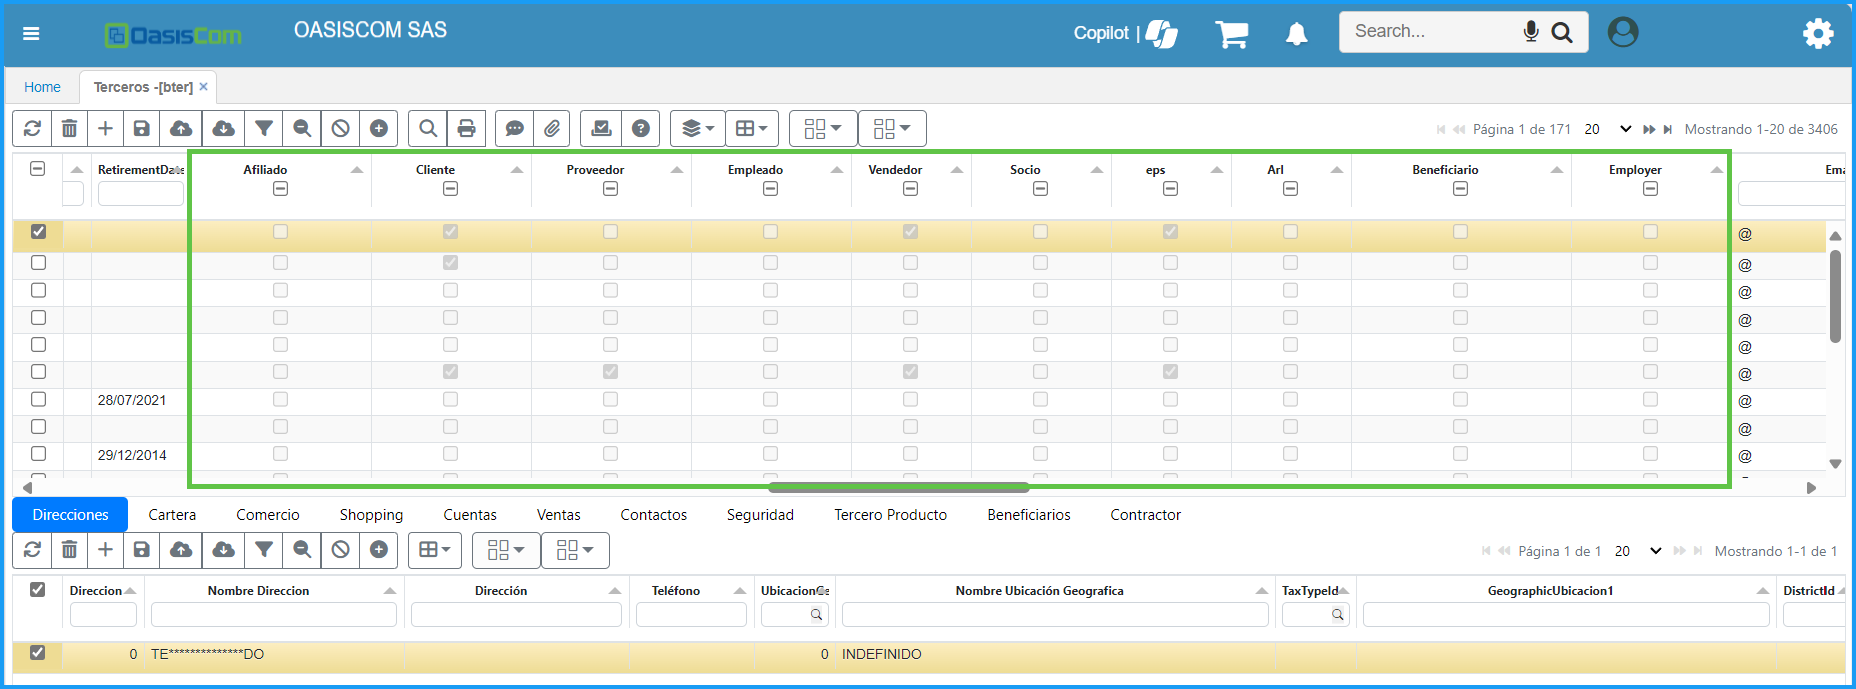 OasisCom
OASISCOM SAS
Copilot |
Search...
Home
Terceros -[bter] ×
Página 1 de 171 20 Mostrando 1-20 de 3406
RetirementDate Afiliado Cliente Proveedor Empleado Vendedor Socio eps Arl Beneficiario Employer Ema
@
@
@
@
@
@
28/07/2021 @
@
29/12/2014 @
Direcciones Cartera Comercio Shopping Cuentas Ventas Contactos Seguridad Tercero Producto Beneficiarios Contractor
Página 1 de 1 20 Mostrando 1-1 de 1
Direccion Nombre Direccion Dirección Teléfono UbicacionGe Nombre Ubicación Geografica TaxTypeId GeographicUbicacion1 DistrictId
0 TE**************DO 0 INDEFINIDO